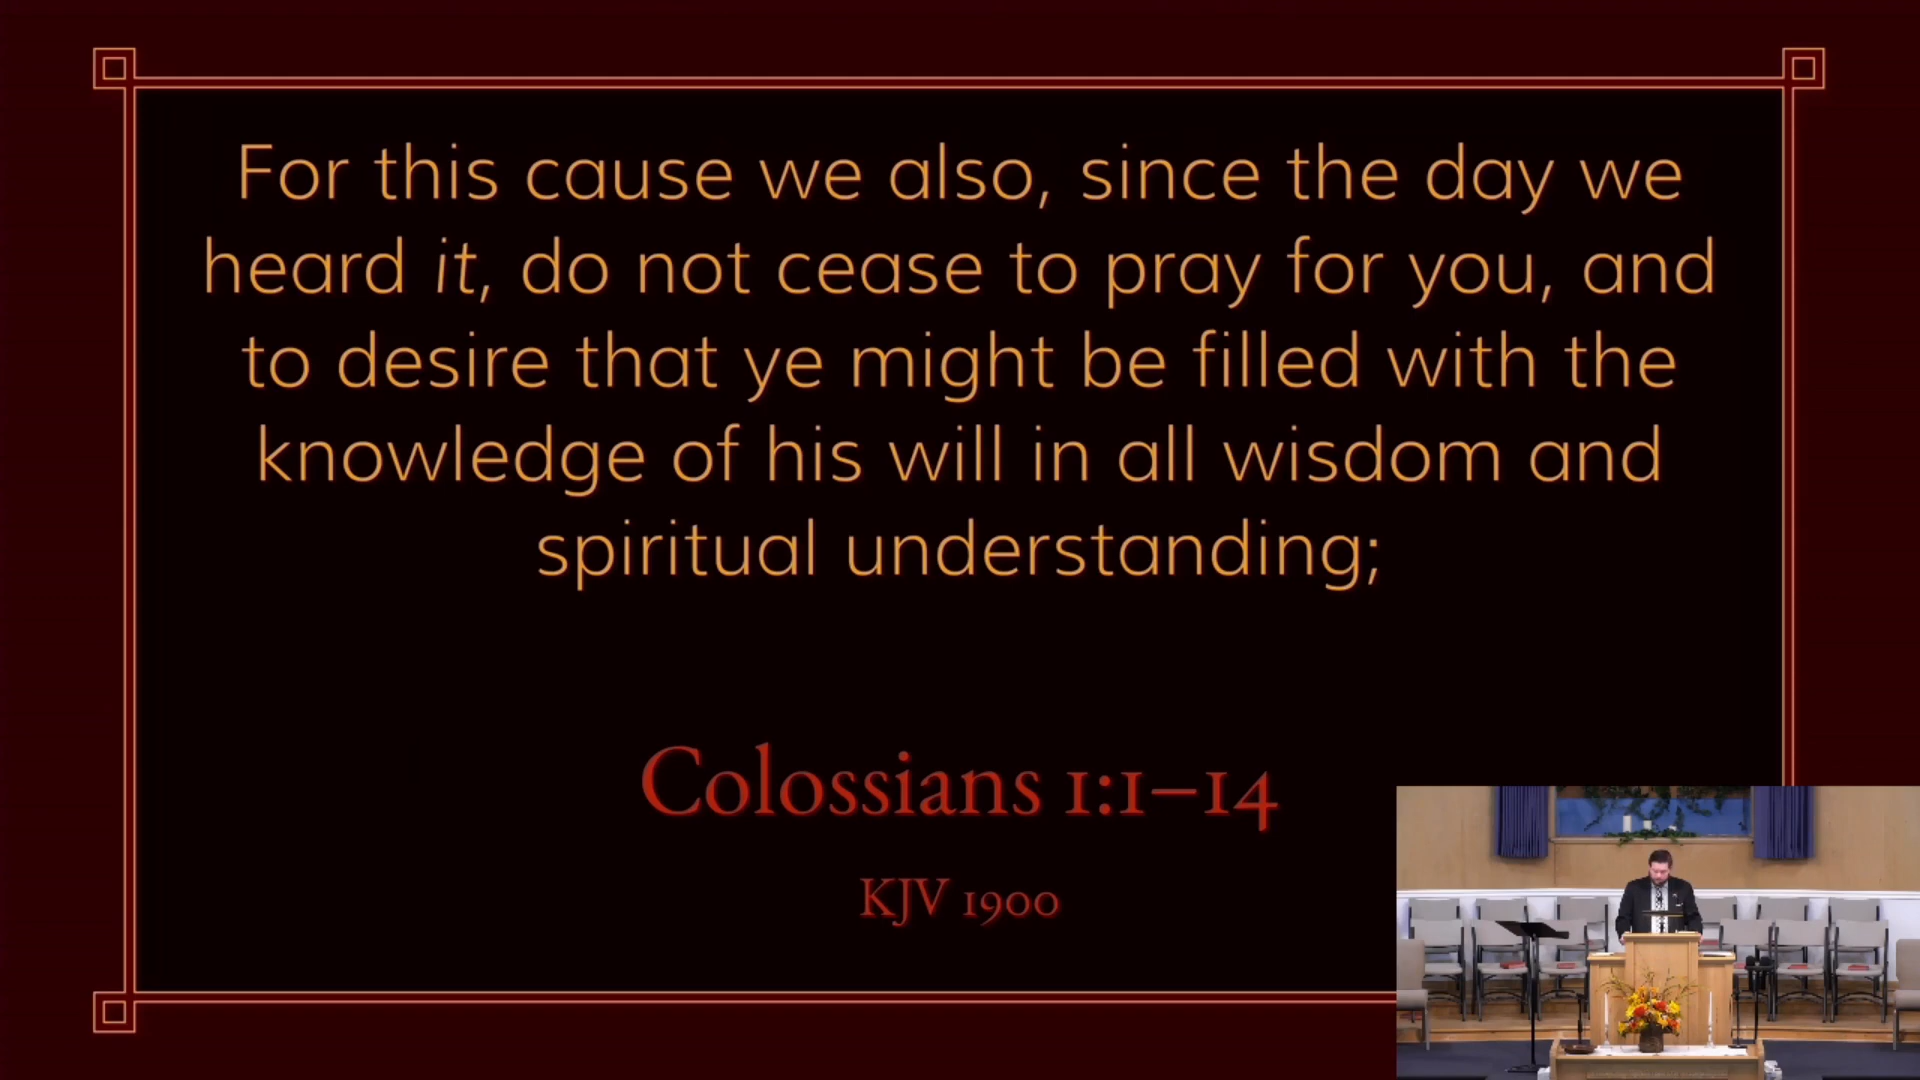 For this cause we also, since the day we
heard it, do not cease to pray for you, and
to desire that ye might be filled with the
knowledge of his will in all wisdom and
spiritual understanding;
Colossians 1:1–14
KJV 1900